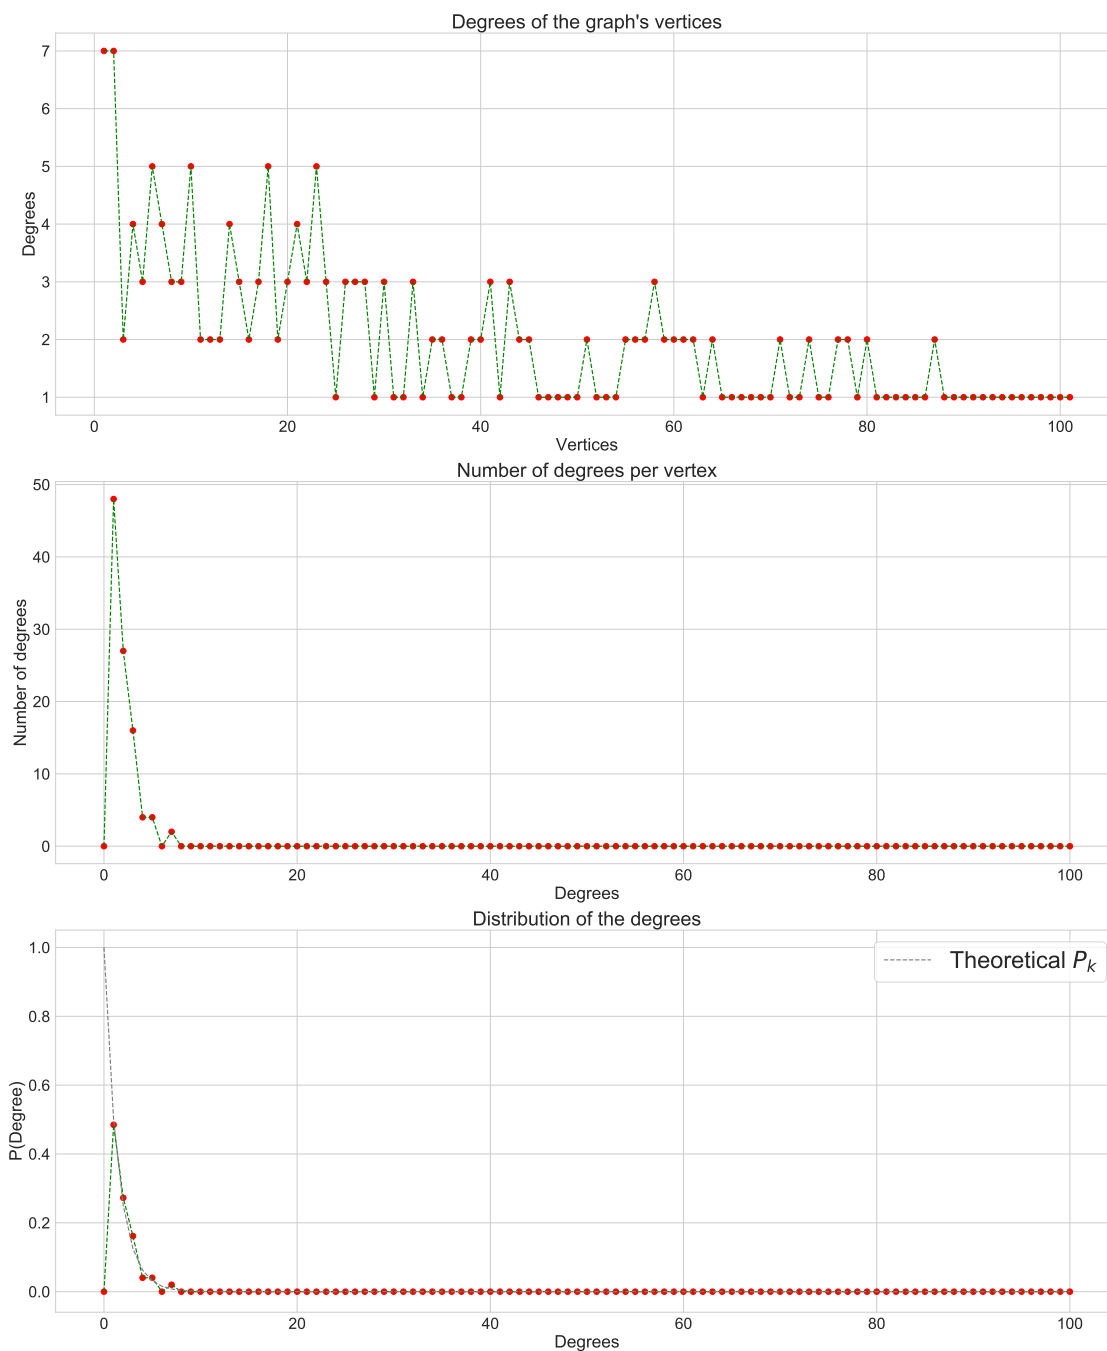 Degrees of the graph's vertices
7
6
5
4
3
2
1
Degrees
0 20 40 60 80 100
Vertices
Number of degrees per vertex
50
40
30
20
10
0
Number of degrees
0 20 40 60 80 100
Degrees
Distribution of the degrees
1.0
0.8
0.6
0.4
0.2
0.0
P(Degree)
Theoretical P_k
0 20 40 60 80 100
Degrees